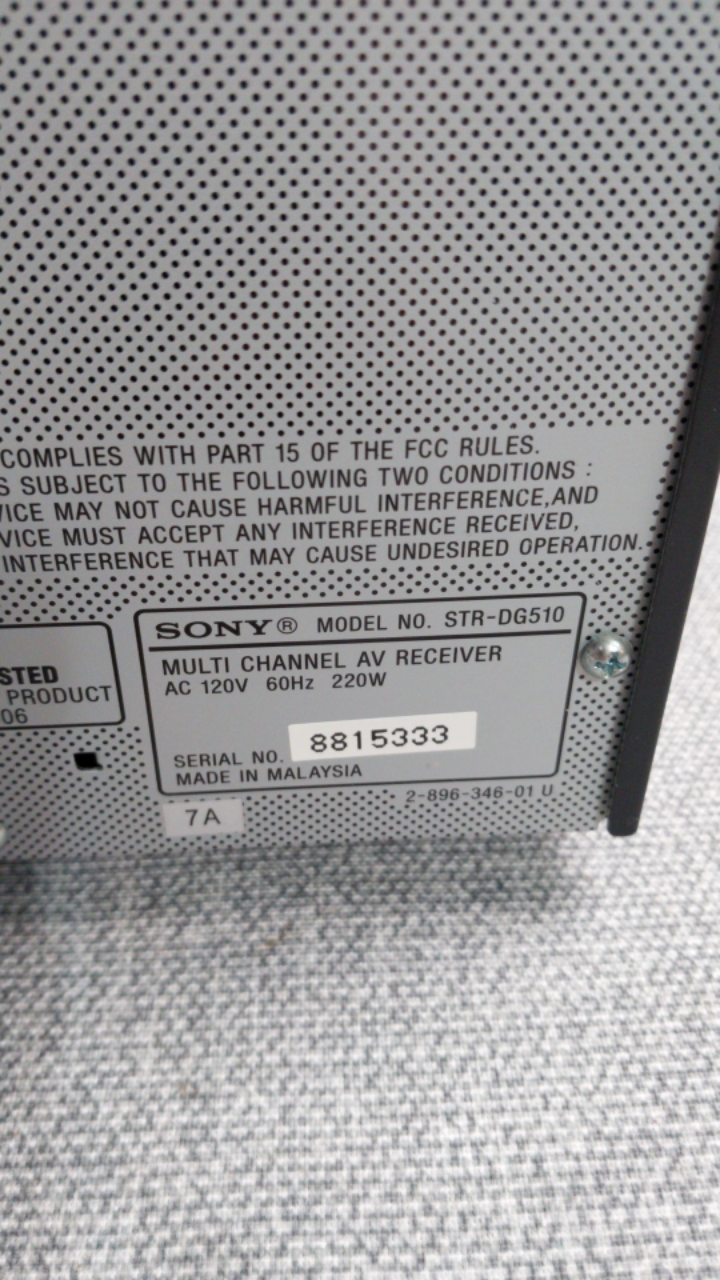 COMPLIES WITH PART 15 OF THE FCC RULES.
S SUBJECT TO THE FOLLOWING TWO CONDITIONS :
VICE MAY NOT CAUSE HARMFUL INTERFERENCE,AND
VICE MUST ACCEPT ANY INTERFERENCE RECEIVED,
INTERFERENCE THAT MAY CAUSE UNDESIRED OPERATION.
STED
PRODUCT
06
SONY® MODEL NO. STR-DG510
MULTI CHANNEL AV RECEIVER
AC 120V 60Hz 220W
SERIAL NO. 8815333
MADE IN MALAYSIA
2-896-346-01 U
7A